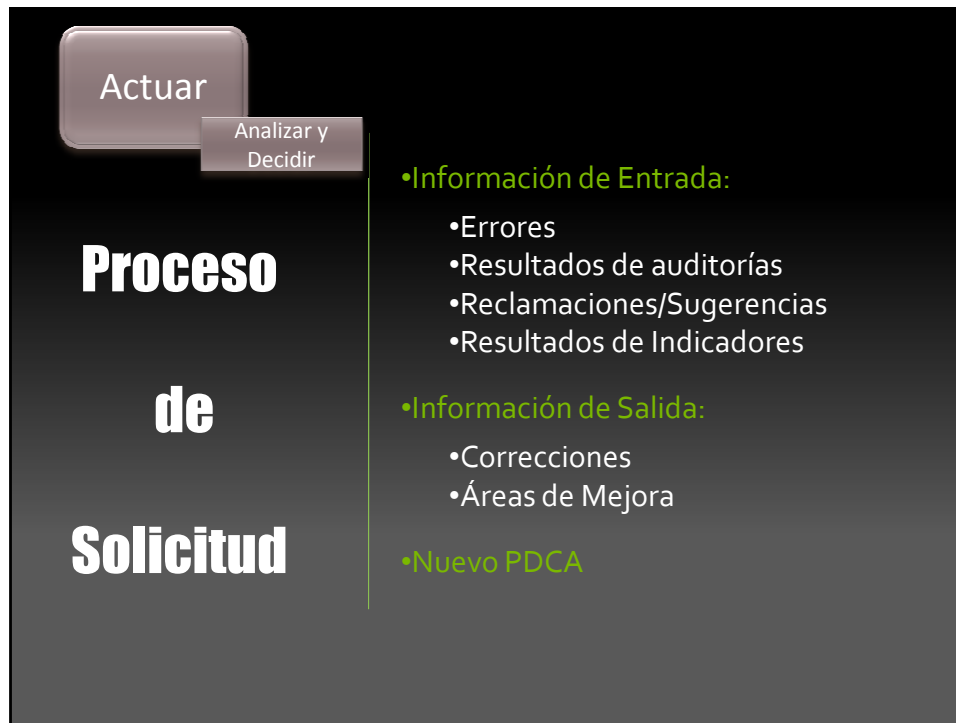 Actuar
Analizar y
Decidir
Proceso
de
Solicitud
•Información de Entrada:
•Errores
•Resultados de auditorías
•Reclamaciones/Sugerencias
•Resultados de Indicadores
•Información de Salida:
•Correcciones
•Áreas de Mejora
•Nuevo PDCA